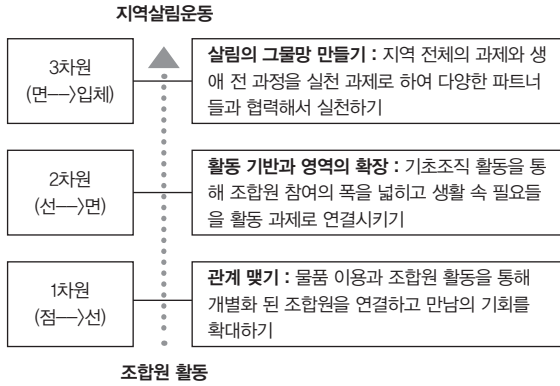 지역살림운동
3차원
(면──>입체)
살림의 그물망 만들기 : 지역 전체의 과제와 생
애 전 과정을 실천 과제로 하여 다양한 파트너
들과 협력해서 실천하기
2차원
(선──>면)
활동 기반과 영역의 확장 : 기초조직 활동을 통
해 조합원 참여의 폭을 넓히고 생활 속 필요들
을 활동 과제로 연결시키기
1차원
(점──>선)
관계 맺기 : 물품 이용과 조합원 활동을 통해
개별화 된 조합원을 연결하고 만남의 기회를
확대하기
조합원 활동